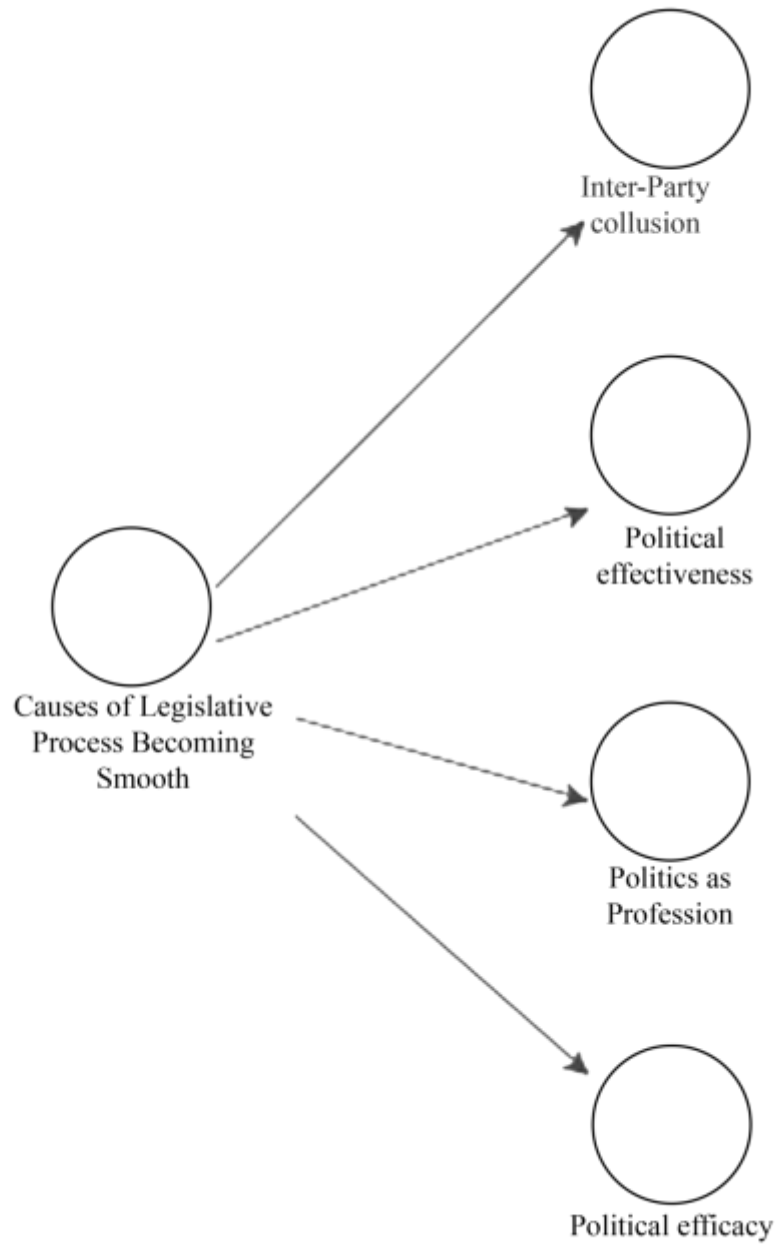 Inter-Party
collusion
Political
effectiveness
Causes of Legislative
Process Becoming
Smooth
Politics as
Profession
Political efficacy